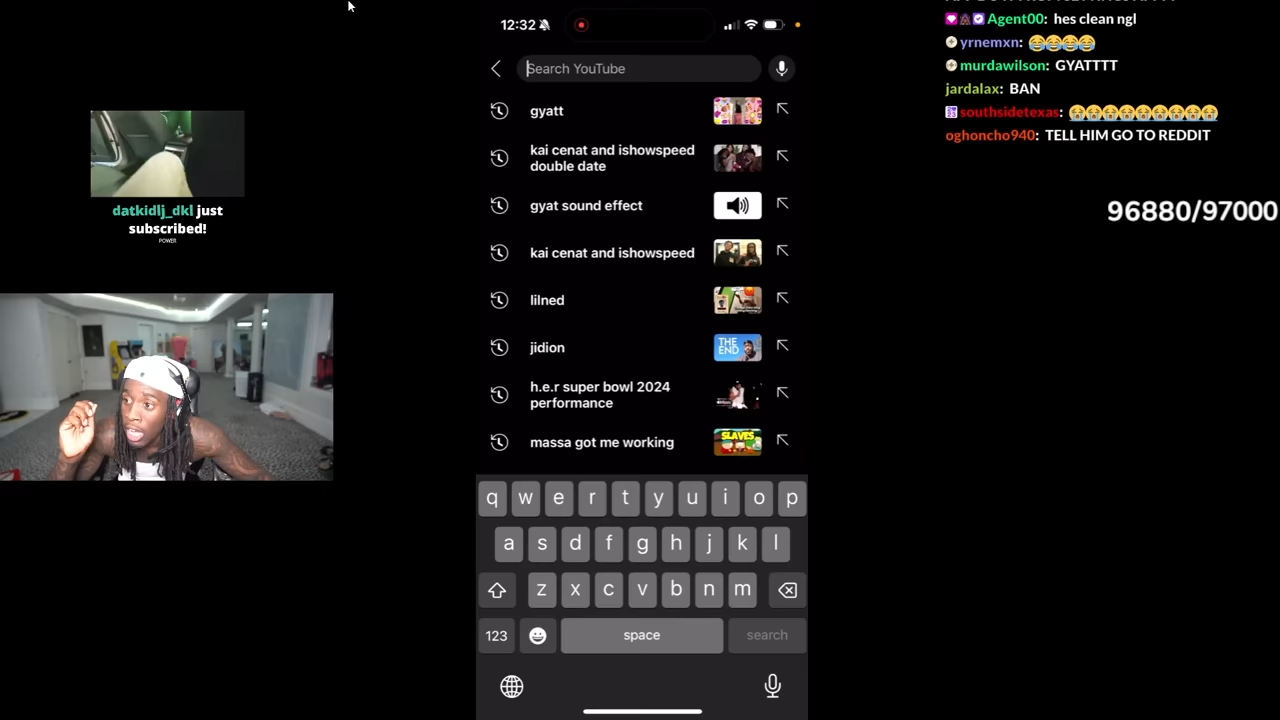 datkidlj_dkl just
subscribed!
POWER
12:32
Search YouTube
gyatt
kai cenat and ishowspeed
double date
gyat sound effect
kai cenat and ishowspeed
lilned
jidion
THE
END
h.e.r super bowl 2024
performance
massa got me working
SLAVES
q w e r t y u i o p
a s d f g h j k l
z x c v b n m
123 space search
Agent00: hes clean ngl
yrnemxn: 😂😂😂😂
murdawilson: GYATTTT
jardalax: BAN
southsidetexas: 😭😭😭😭😭😭😭😭😭
oghoncho940: TELL HIM GO TO REDDIT
96880/97000